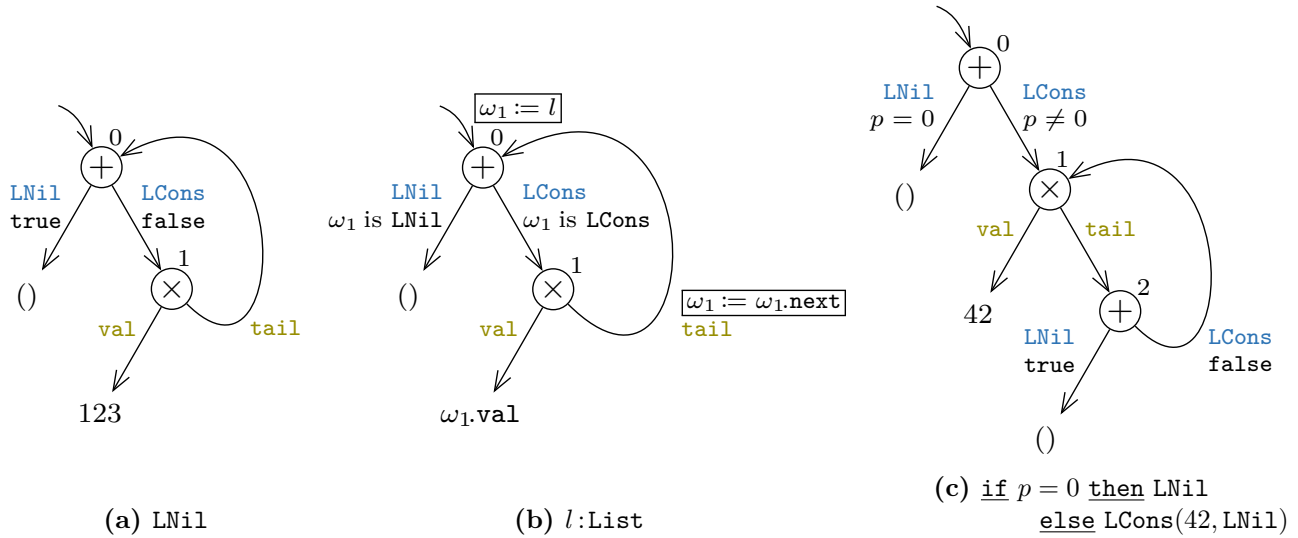 0
+
LNil LCons
true false
1
()
×
val tail
123
(a) LNil
ω₁ := l
0
+
LNil LCons
ω₁ is LNil ω₁ is LCons
1
()
×
ω₁ := ω₁.next
val tail
ω₁.val
(b) l:List
0
+
LNil LCons
p = 0 p ≠ 0
1
()
×
val tail
2
42
+
LNil LCons
true false
()
(c) if p = 0 then LNil
else LCons(42, LNil)